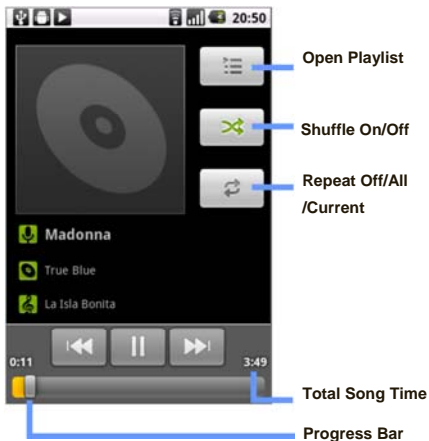 20:50
Open Playlist
Shuffle On/Off
Repeat Off/All
/Current
Madonna
True Blue
La Isla Bonita
0:11
3:49
Total Song Time
Progress Bar